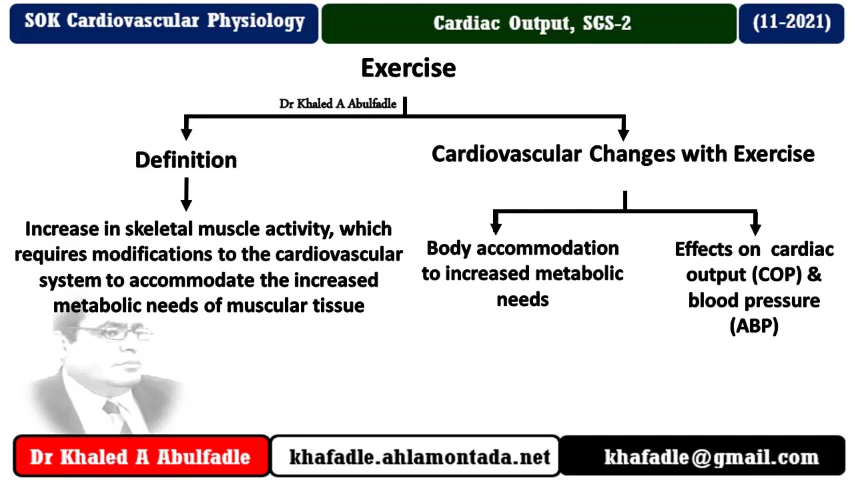 SOK Cardiovascular Physiology
Cardiac Output, SGS-2
(11-2021)
Exercise
Dr Khaled A Abulfadle
Definition
Cardiovascular Changes with Exercise
Increase in skeletal muscle activity, which
requires modifications to the cardiovascular
system to accommodate the increased
metabolic needs of muscular tissue
Body accommodation
to increased metabolic
needs
Effects on cardiac
output (COP) &
blood pressure
(ABP)
Dr Khaled A Abulfadle
khafadle.ahlamontada.net
khafadle@gmail.com